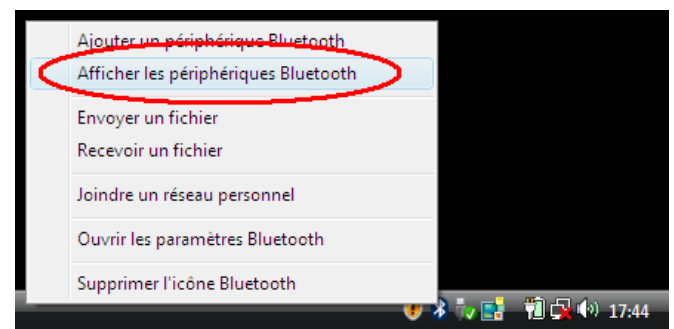 Ajouter un périphérique Bluetooth
Afficher les périphériques Bluetooth
Envoyer un fichier
Recevoir un fichier
Joindre un réseau personnel
Ouvrir les paramètres Bluetooth
Supprimer l'icône Bluetooth
17:44